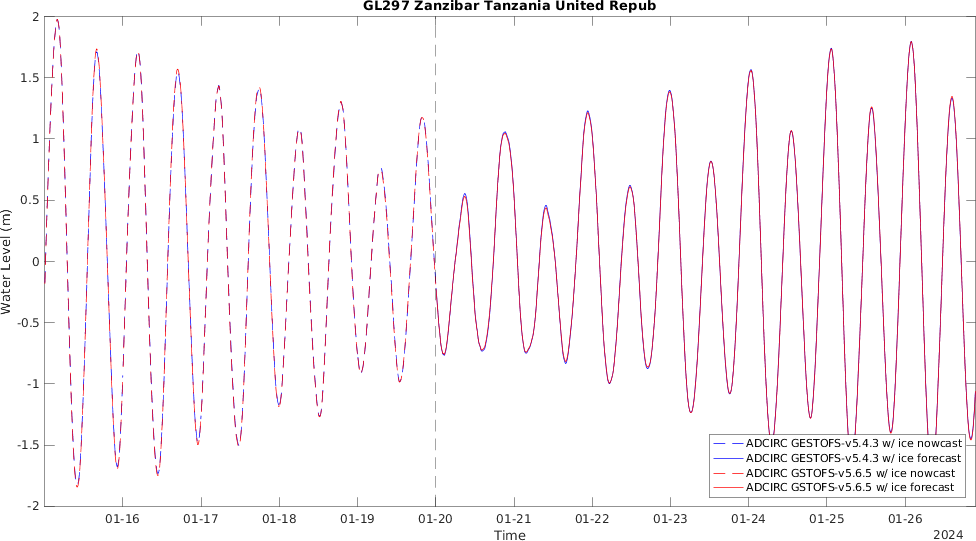 GL297 Zanzibar Tanzania United Repub
Water Level (m)
2
1.5
1
0.5
0
-0.5
-1
-1.5
-2
01-16 01-17 01-18 01-19 01-20 01-21 01-22 01-23 01-24 01-25 01-26
Time
2024
ADCIRC GESTOFS-v5.4.3 w/ ice nowcast
ADCIRC GESTOFS-v5.4.3 w/ ice forecast
ADCIRC GSTOFS-v5.6.5 w/ ice nowcast
ADCIRC GSTOFS-v5.6.5 w/ ice forecast